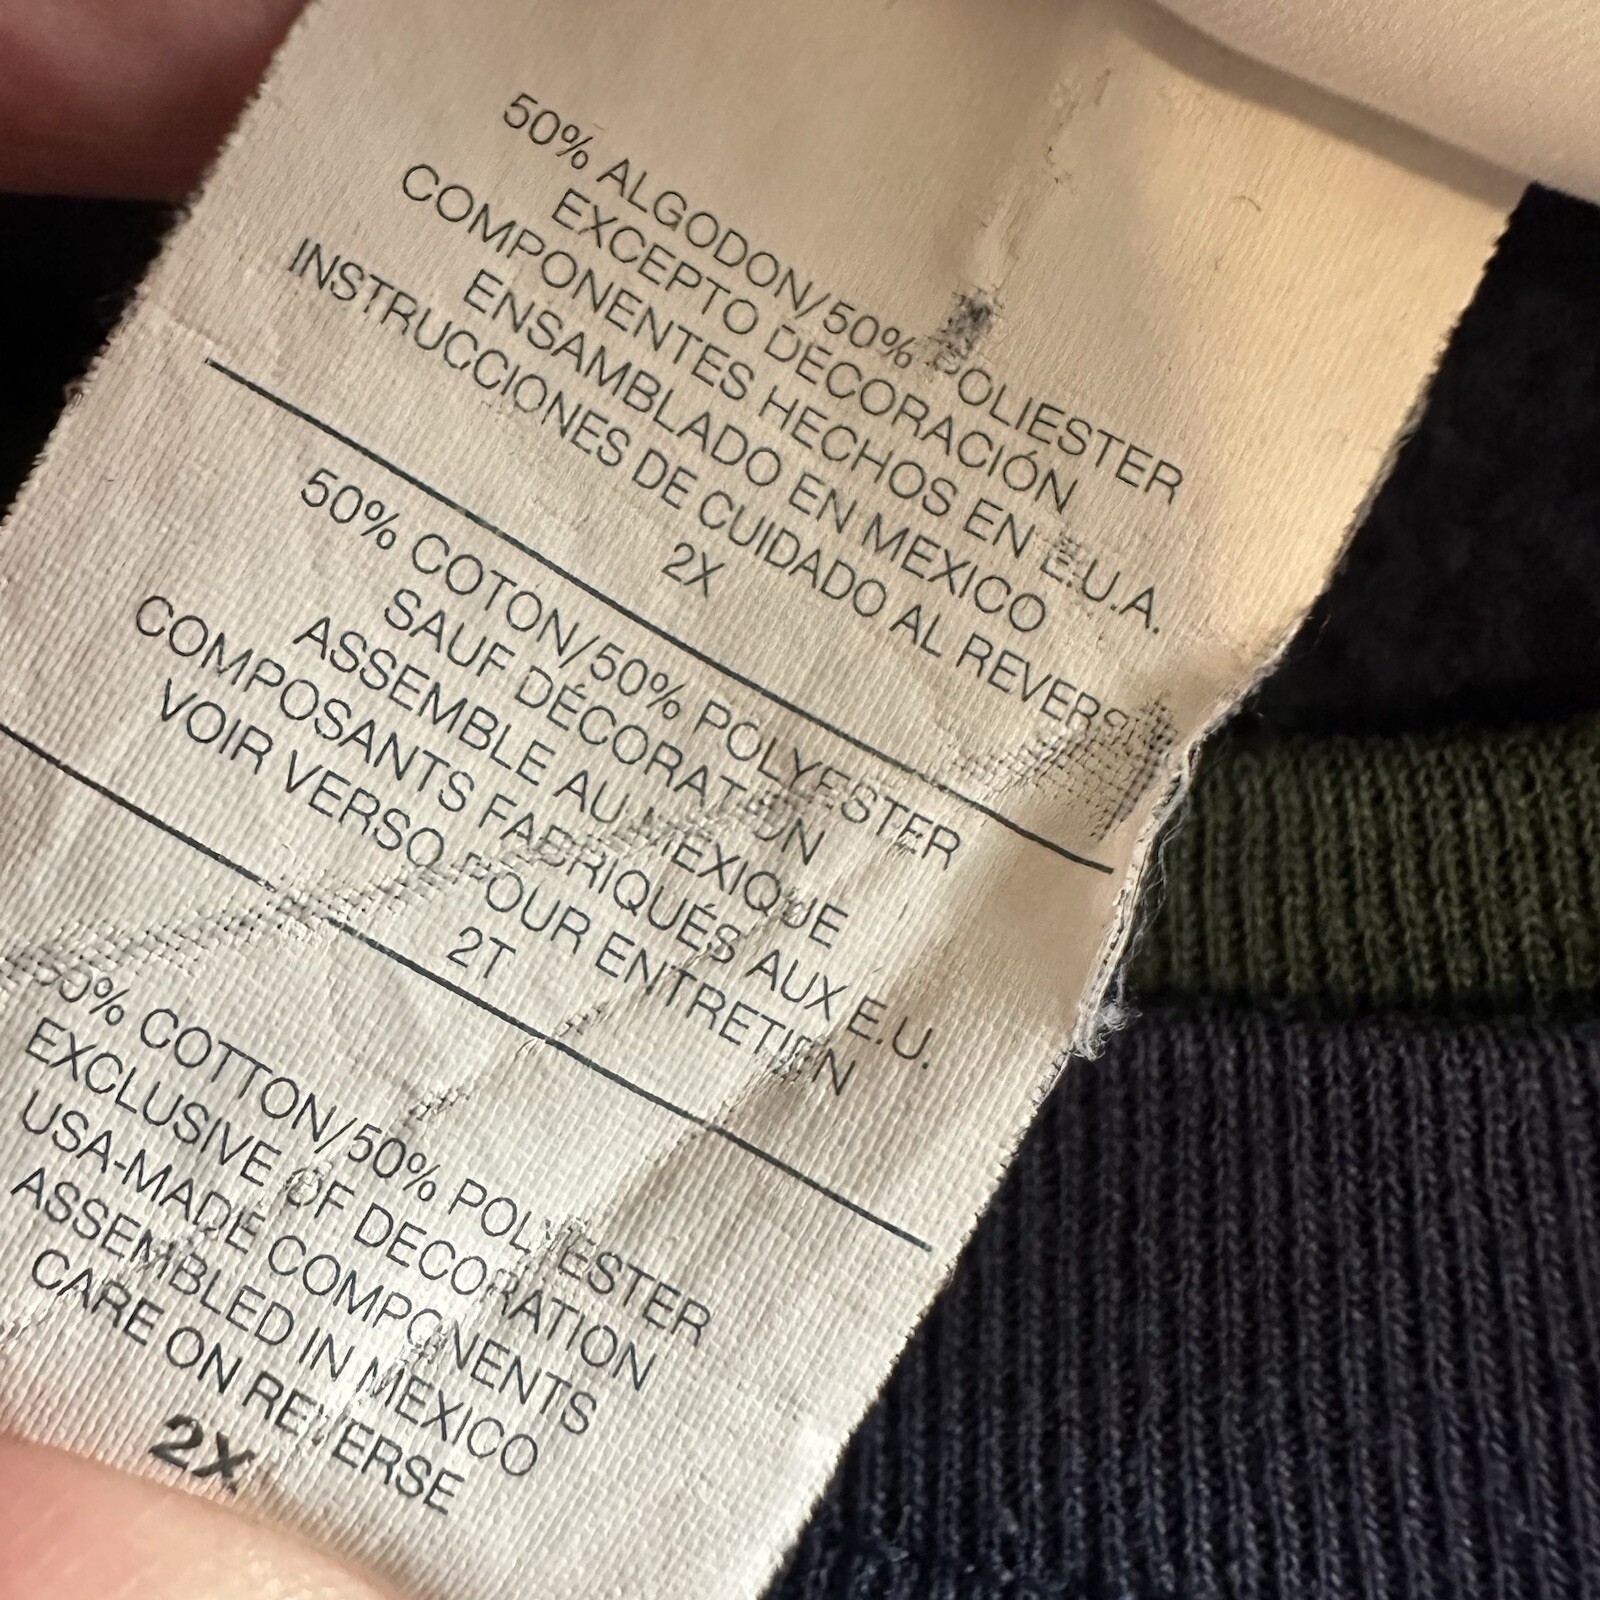 50% ALGODON/50% POLIESTER
EXCEPTO DECORACIÓN
COMPONENTES HECHOS EN E.U.A.
ENSAMBLADO EN MEXICO
INSTRUCCIONES DE CUIDADO AL REVERSO
2X
50% COTON/50% POLYESTER
SAUF DÉCORATION
ASSEMBLE AU MEXIQUE
COMPOSANTS FABRIQUÉS AUX E.U.
VOIR VERSO POUR ENTRETIEN
2T
50% COTTON/50% POLYESTER
EXCLUSIVE OF DECORATION
USA-MADE COMPONENTS
ASSEMBLED IN MEXICO
CARE ON REVERSE
2X